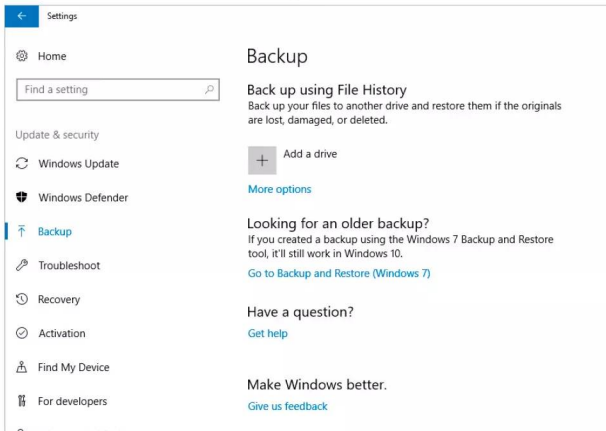 Settings
Home
Find a setting
Update & security
Windows Update
Windows Defender
Backup
Troubleshoot
Recovery
Activation
Find My Device
For developers
Backup
Back up using File History
Back up your files to another drive and restore them if the originals
are lost, damaged, or deleted.
Add a drive
More options
Looking for an older backup?
If you created a backup using the Windows 7 Backup and Restore
tool, it'll still work in Windows 10.
Go to Backup and Restore (Windows 7)
Have a question?
Get help
Make Windows better.
Give us feedback